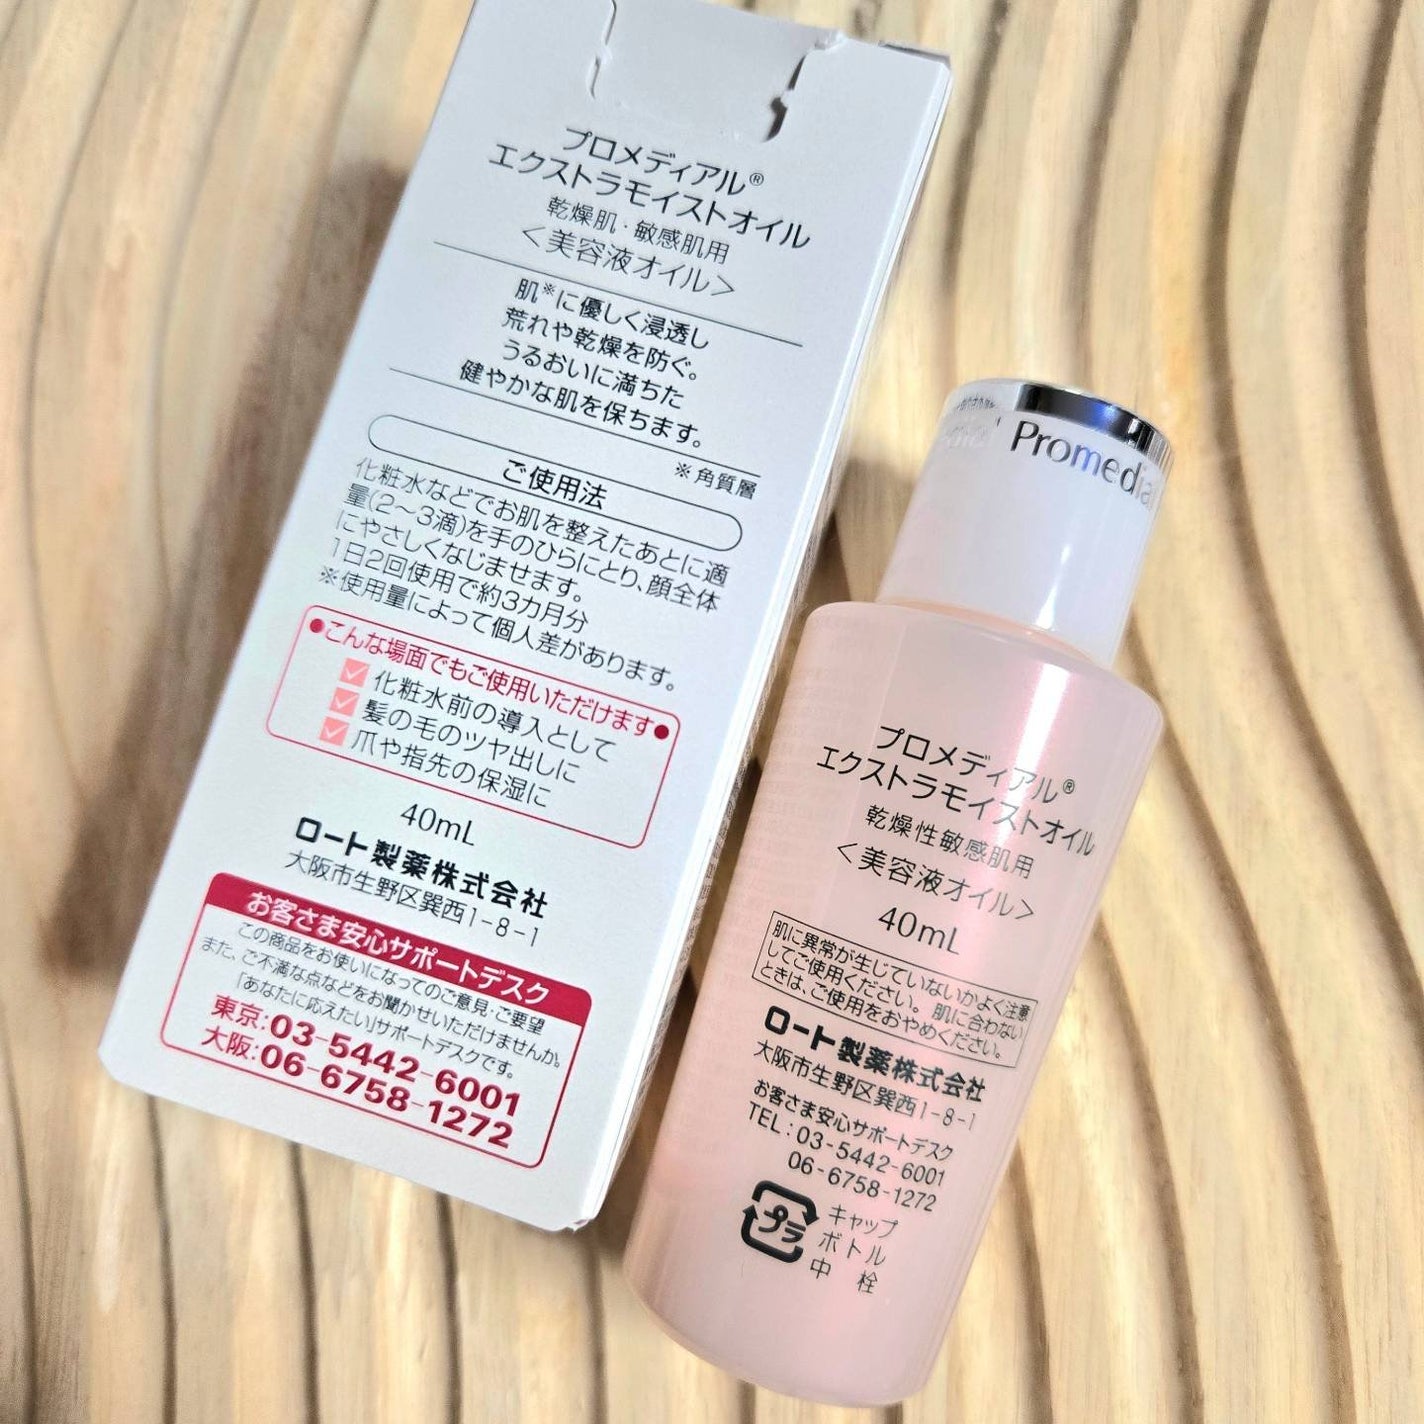 プロメディアル®
エクストラモイストオイル
乾燥肌・敏感肌用
＜美容液オイル＞
肌※に優しく浸透し
荒れや乾燥を防ぐ。
うるおいに満ちた
健やかな肌を保ちます。
※角質層
ご使用法
化粧水などでお肌を整えたあとに適
量(2〜3滴)を手のひらにとり、顔全体
にやさしくなじませます。
1日2回使用で約3カ月分
※使用量によって個人差があります。
●こんな場面でもご使用いただけます●
化粧水前の導入として
髪の毛のツヤ出しに
爪や指先の保湿に
40mL
ロート製薬株式会社
大阪市生野区巽西1-8-1
お客さま安心サポートデスク
この商品をお使いになってのご意見・ご要望
また、ご不満な点などをお聞かせいただけませんか。
「あなたに応えたい」サポートデスクです。
東京:03-5442-6001
大阪:06-6758-1272
Promedial
プロメディアル®
エクストラモイストオイル
乾燥性敏感肌用
＜美容液オイル＞
40mL
肌に異常が生じていないかよく注意
してご使用ください。肌に合わない
ときは、ご使用をおやめください。
ロート製薬株式会社
大阪市生野区巽西1-8-1
お客さま安心サポートデスク
TEL:03-5442-6001
06-6758-1272
プラ
キャップ
ボトル
中 栓